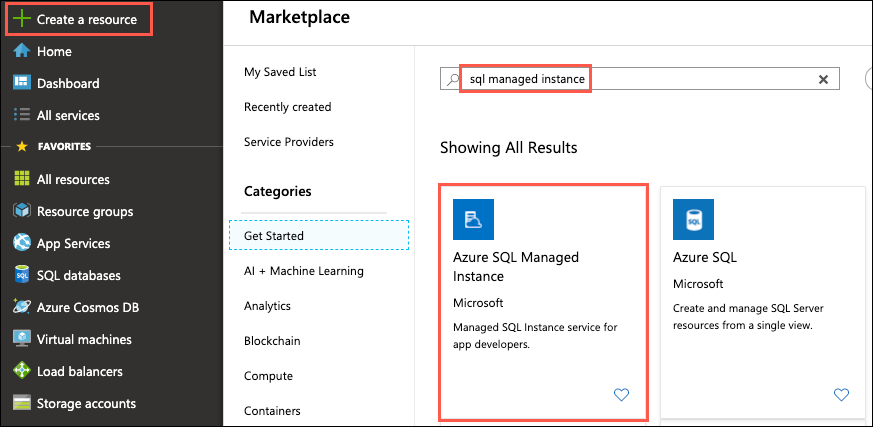 Create a resource
Home
Dashboard
All services
FAVORITES
All resources
Resource groups
App Services
SQL databases
Azure Cosmos DB
Virtual machines
Load balancers
Storage accounts
Marketplace
My Saved List
Recently created
Service Providers
Categories
Get Started
AI + Machine Learning
Analytics
Blockchain
Compute
Containers
sql managed instance
Showing All Results
Azure SQL Managed
Instance
Microsoft
Managed SQL Instance service for
app developers.
SQL
Azure SQL
Microsoft
Create and manage SQL Server
resources from a single view.